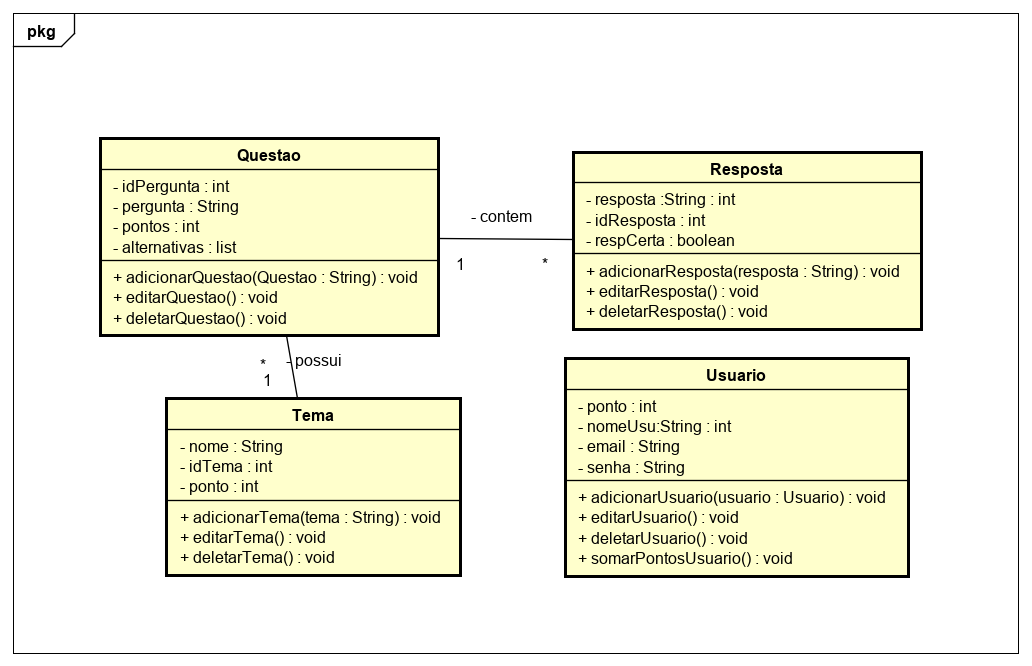 pkg
Questao
- idPergunta : int
- pergunta : String
- pontos : int
- alternativas : list
+ adicionarQuestao(Questao : String) : void
+ editarQuestao() : void
+ deletarQuestao() : void
- contem
1
*
Resposta
- resposta :String : int
- idResposta : int
- respCerta : boolean
+ adicionarResposta(resposta : String) : void
+ editarResposta() : void
+ deletarResposta() : void
*
- possui
1
Tema
- nome : String
- idTema : int
- ponto : int
+ adicionarTema(tema : String) : void
+ editarTema() : void
+ deletarTema() : void
Usuario
- ponto : int
- nomeUsu:String : int
- email : String
- senha : String
+ adicionarUsuario(usuario : Usuario) : void
+ editarUsuario() : void
+ deletarUsuario() : void
+ somarPontosUsuario() : void